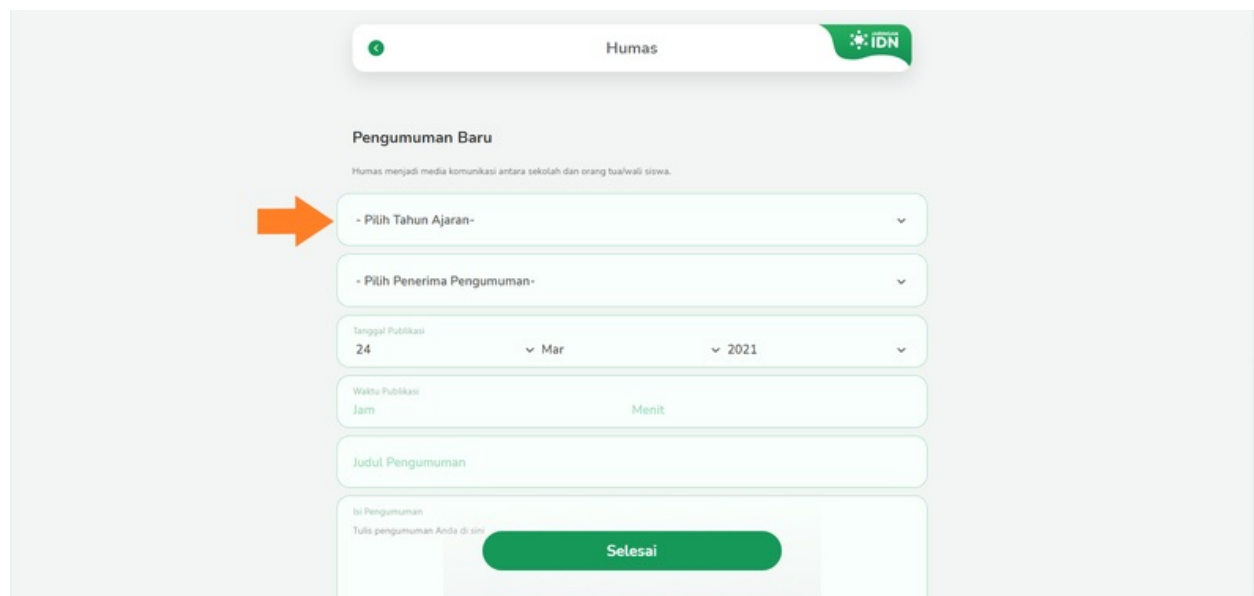 Humas
JARINGAN
IDN
Pengumuman Baru
Humas menjadi media komunikasi antara sekolah dan orang tua/wali siswa.
- Pilih Tahun Ajaran-
- Pilih Penerima Pengumuman-
Tanggal Publikasi
24 Mar 2021
Waktu Publikasi
Jam Menit
Judul Pengumuman
Isi Pengumuman
Tulis pengumuman Anda di sini
Selesai